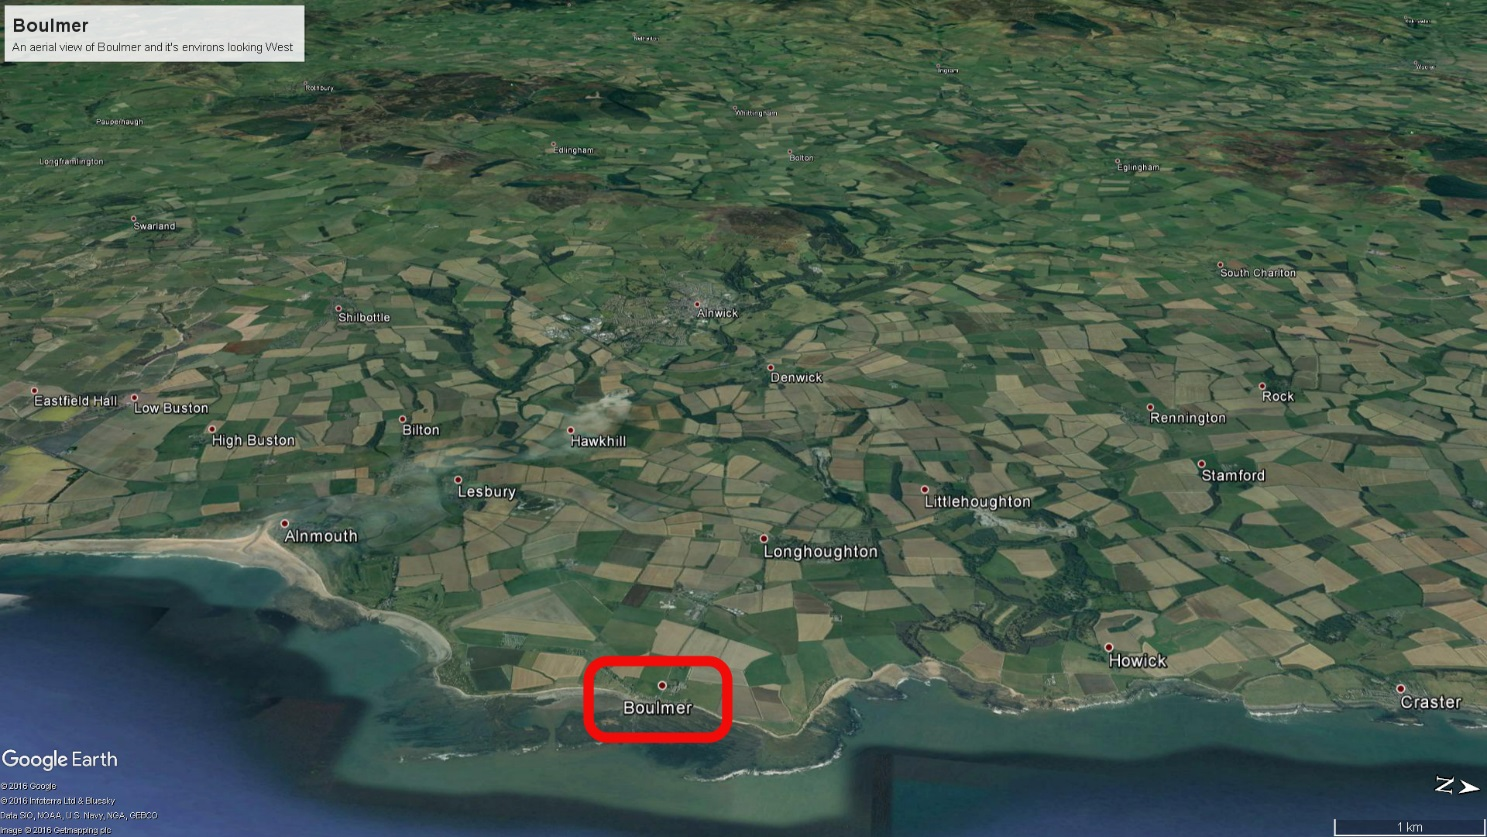 Boulmer
An aerial view of Boulmer and it's environs looking West
Rothbury
Whittingham
Pauperhaugh
Edlingham
Bolton
Longframlington
Eglingham
Swarland
South Charlton
Shilbottle
Alnwick
Denwick
Rock
Eastfield Hall
Low Buston
Rennington
Bilton
High Buston
Hawkhill
Stamford
Lesbury
Littlehoughton
Alnmouth
Longhoughton
Howick
Boulmer
Craster
Google Earth
© 2016 Google
© 2016 Infoterra Ltd & Bluesky
Data SIO, NOAA, U.S. Navy, NGA, GEBCO
Image © 2016 Getmapping plc
N
1 km